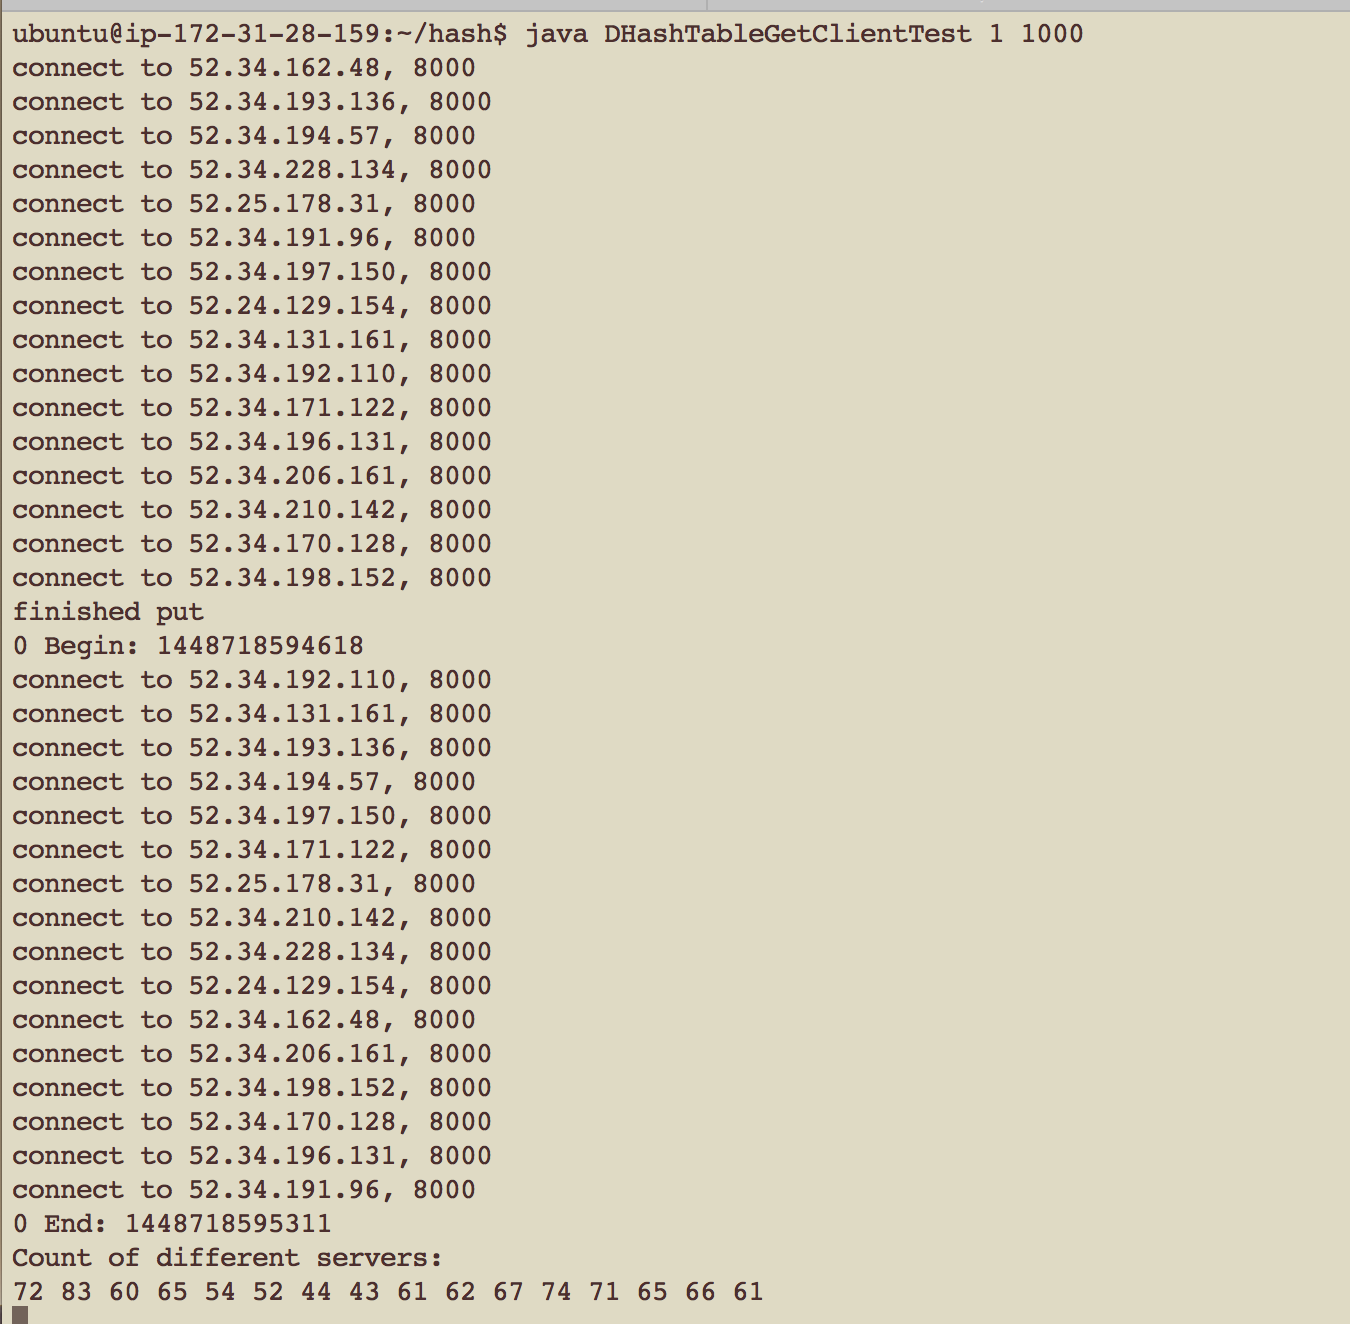 ubuntu@ip-172-31-28-159:~/hash$ java DHashTableGetClientTest 1 1000
connect to 52.34.162.48, 8000
connect to 52.34.193.136, 8000
connect to 52.34.194.57, 8000
connect to 52.34.228.134, 8000
connect to 52.25.178.31, 8000
connect to 52.34.191.96, 8000
connect to 52.34.197.150, 8000
connect to 52.24.129.154, 8000
connect to 52.34.131.161, 8000
connect to 52.34.192.110, 8000
connect to 52.34.171.122, 8000
connect to 52.34.196.131, 8000
connect to 52.34.206.161, 8000
connect to 52.34.210.142, 8000
connect to 52.34.170.128, 8000
connect to 52.34.198.152, 8000
finished put
0 Begin: 1448718594618
connect to 52.34.192.110, 8000
connect to 52.34.131.161, 8000
connect to 52.34.193.136, 8000
connect to 52.34.194.57, 8000
connect to 52.34.197.150, 8000
connect to 52.34.171.122, 8000
connect to 52.25.178.31, 8000
connect to 52.34.210.142, 8000
connect to 52.34.228.134, 8000
connect to 52.24.129.154, 8000
connect to 52.34.162.48, 8000
connect to 52.34.206.161, 8000
connect to 52.34.198.152, 8000
connect to 52.34.170.128, 8000
connect to 52.34.196.131, 8000
connect to 52.34.191.96, 8000
0 End: 1448718595311
Count of different servers:
72 83 60 65 54 52 44 43 61 62 67 74 71 65 66 61